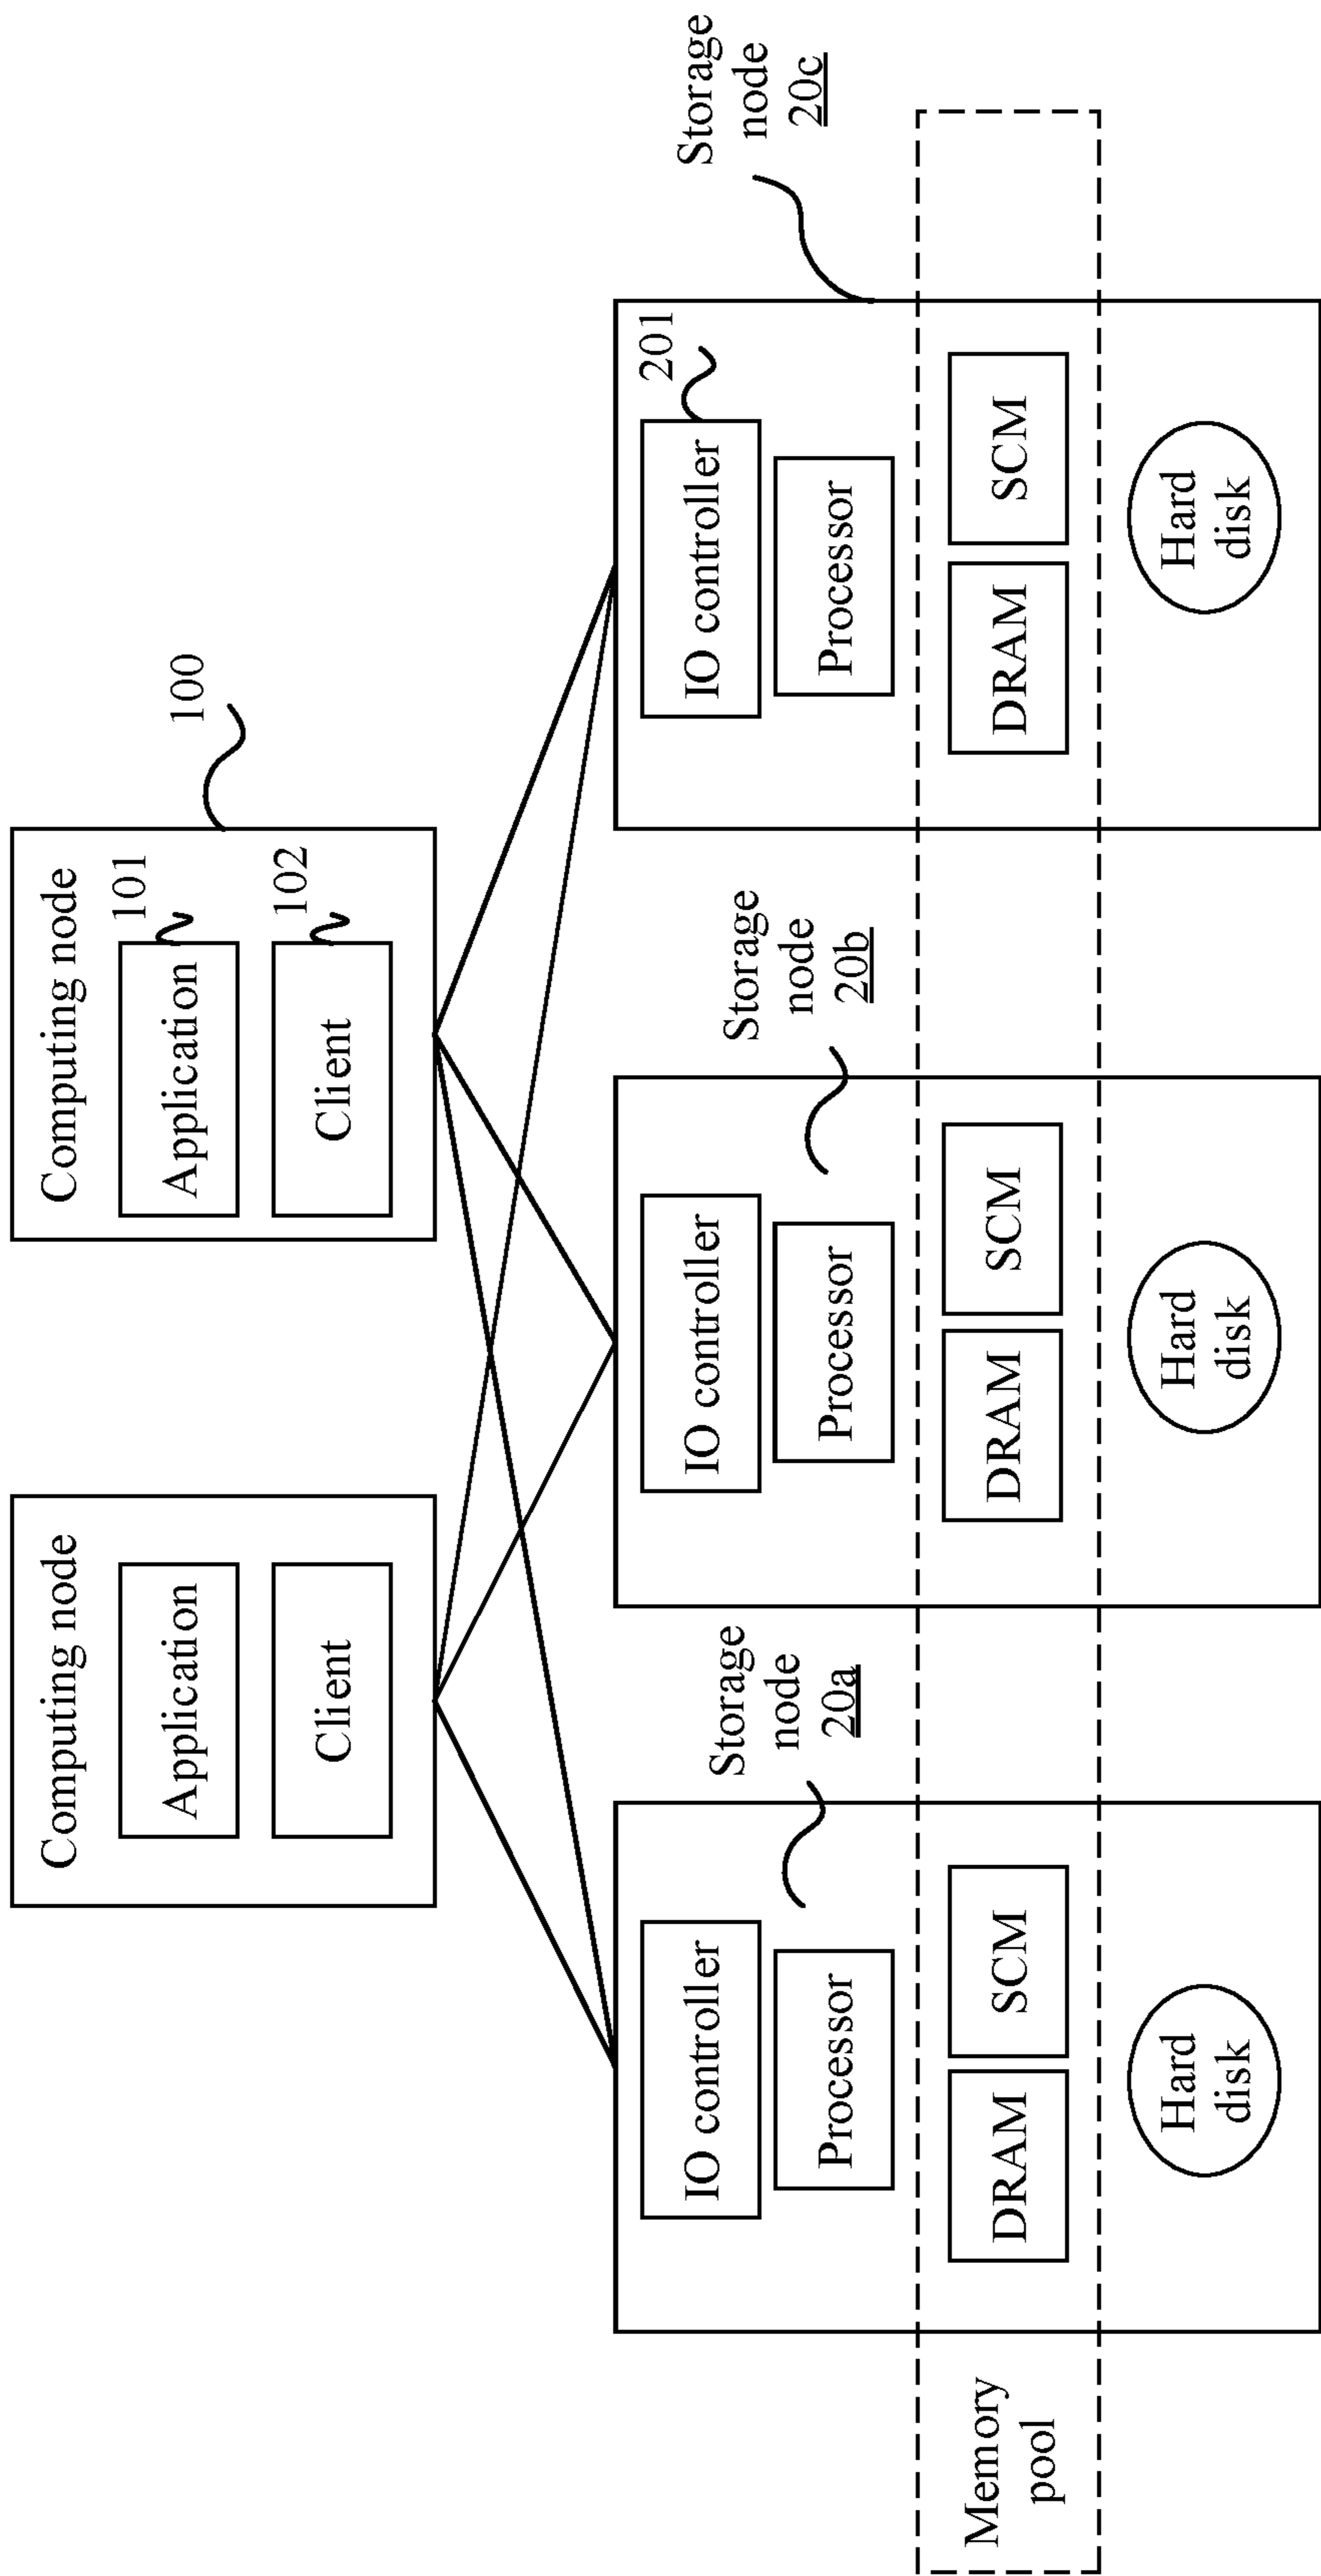 Computing node
Application
Client
Computing node
Application
101
Client
102
100
Storage
node
20a
IO controller
Processor
DRAM
SCM
Hard
disk
Storage
node
20b
IO controller
Processor
DRAM
SCM
Hard
disk
Storage
node
20c
IO controller
201
Processor
DRAM
SCM
Hard
disk
Memory
pool